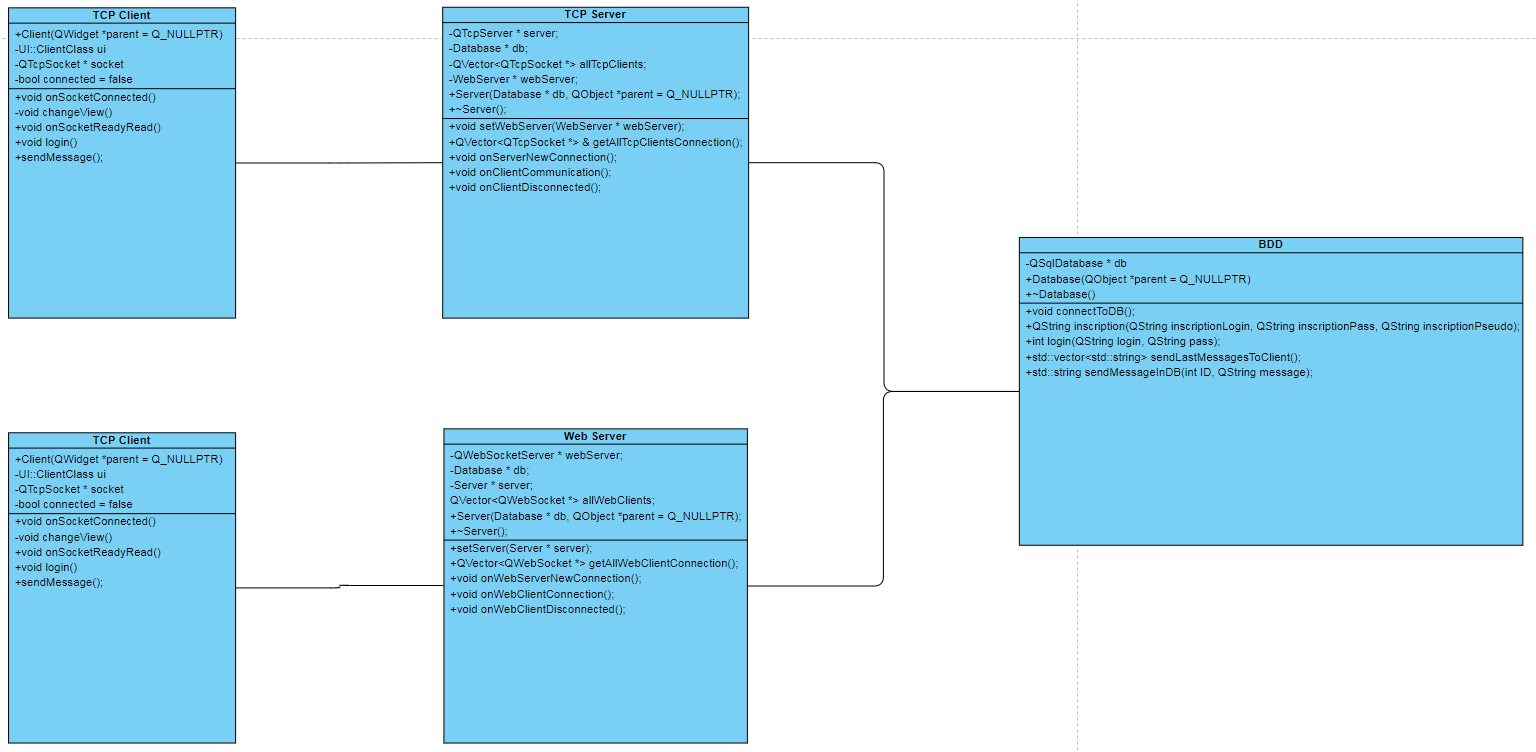 TCP Client
+Client(QWidget *parent = Q_NULLPTR)
-UI::ClientClass ui
-QTcpSocket * socket
-bool connected = false
+void onSocketConnected()
-void changeView()
+void onSocketReadyRead()
+void login()
+sendMessage();
TCP Server
-QTcpServer * server;
-Database * db;
-QVector<QTcpSocket *> allTcpClients;
-WebServer * webServer;
+Server(Database * db, QObject *parent = Q_NULLPTR);
+~Server();
+void setWebServer(WebServer * webServer);
+QVector<QTcpSocket *> & getAllTcpClientsConnection();
+void onServerNewConnection();
+void onClientCommunication();
+void onClientDisconnected();
BDD
-QSqlDatabase * db
+Database(QObject *parent = Q_NULLPTR)
+~Database()
+void connectToDB();
+QString inscription(QString inscriptionLogin, QString inscriptionPass, QString inscriptionPseudo);
+int login(QString login, QString pass);
+std::vector<std::string> sendLastMessagesToClient();
+std::string sendMessageInDB(int ID, QString message);
TCP Client
+Client(QWidget *parent = Q_NULLPTR)
-UI::ClientClass ui
-QTcpSocket * socket
-bool connected = false
+void onSocketConnected()
-void changeView()
+void onSocketReadyRead()
+void login()
+sendMessage();
Web Server
-QWebSocketServer * webServer;
-Database * db;
-Server * server;
QVector<QWebSocket *> allWebClients;
+Server(Database * db, QObject *parent = Q_NULLPTR);
+~Server();
+setServer(Server * server);
+QVector<QWebSocket *> getAllWebClientConnection();
+void onWebServerNewConnection();
+void onWebClientConnection();
+void onWebClientDisconnected();